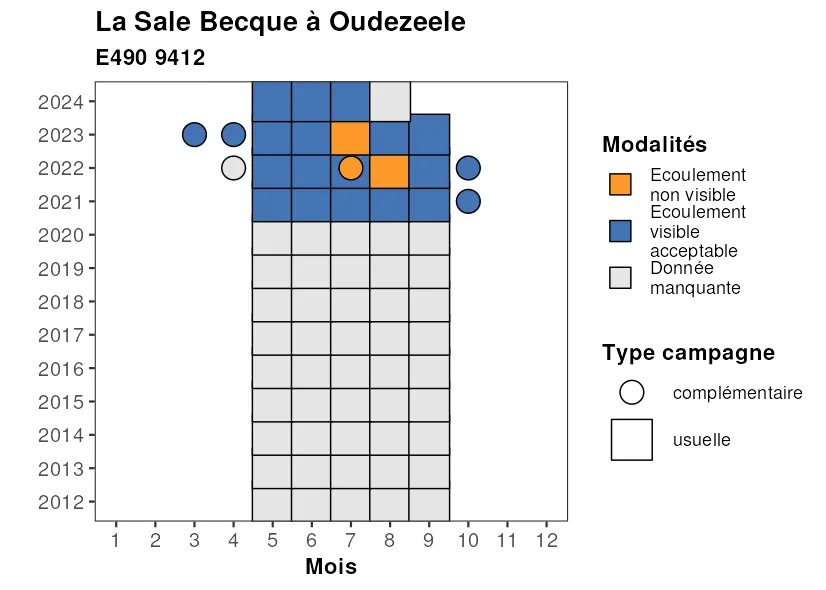 La Sale Becque à Oudezeele
E490 9412
2024
2023
2022
2021
2020
2019
2018
2017
2016
2015
2014
2013
2012
1 2 3 4 5 6 7 8 9 10 11 12
Mois
Modalités
Ecoulement
non visible
Ecoulement
visible
acceptable
Donnée
manquante
Type campagne
complémentaire
usuelle